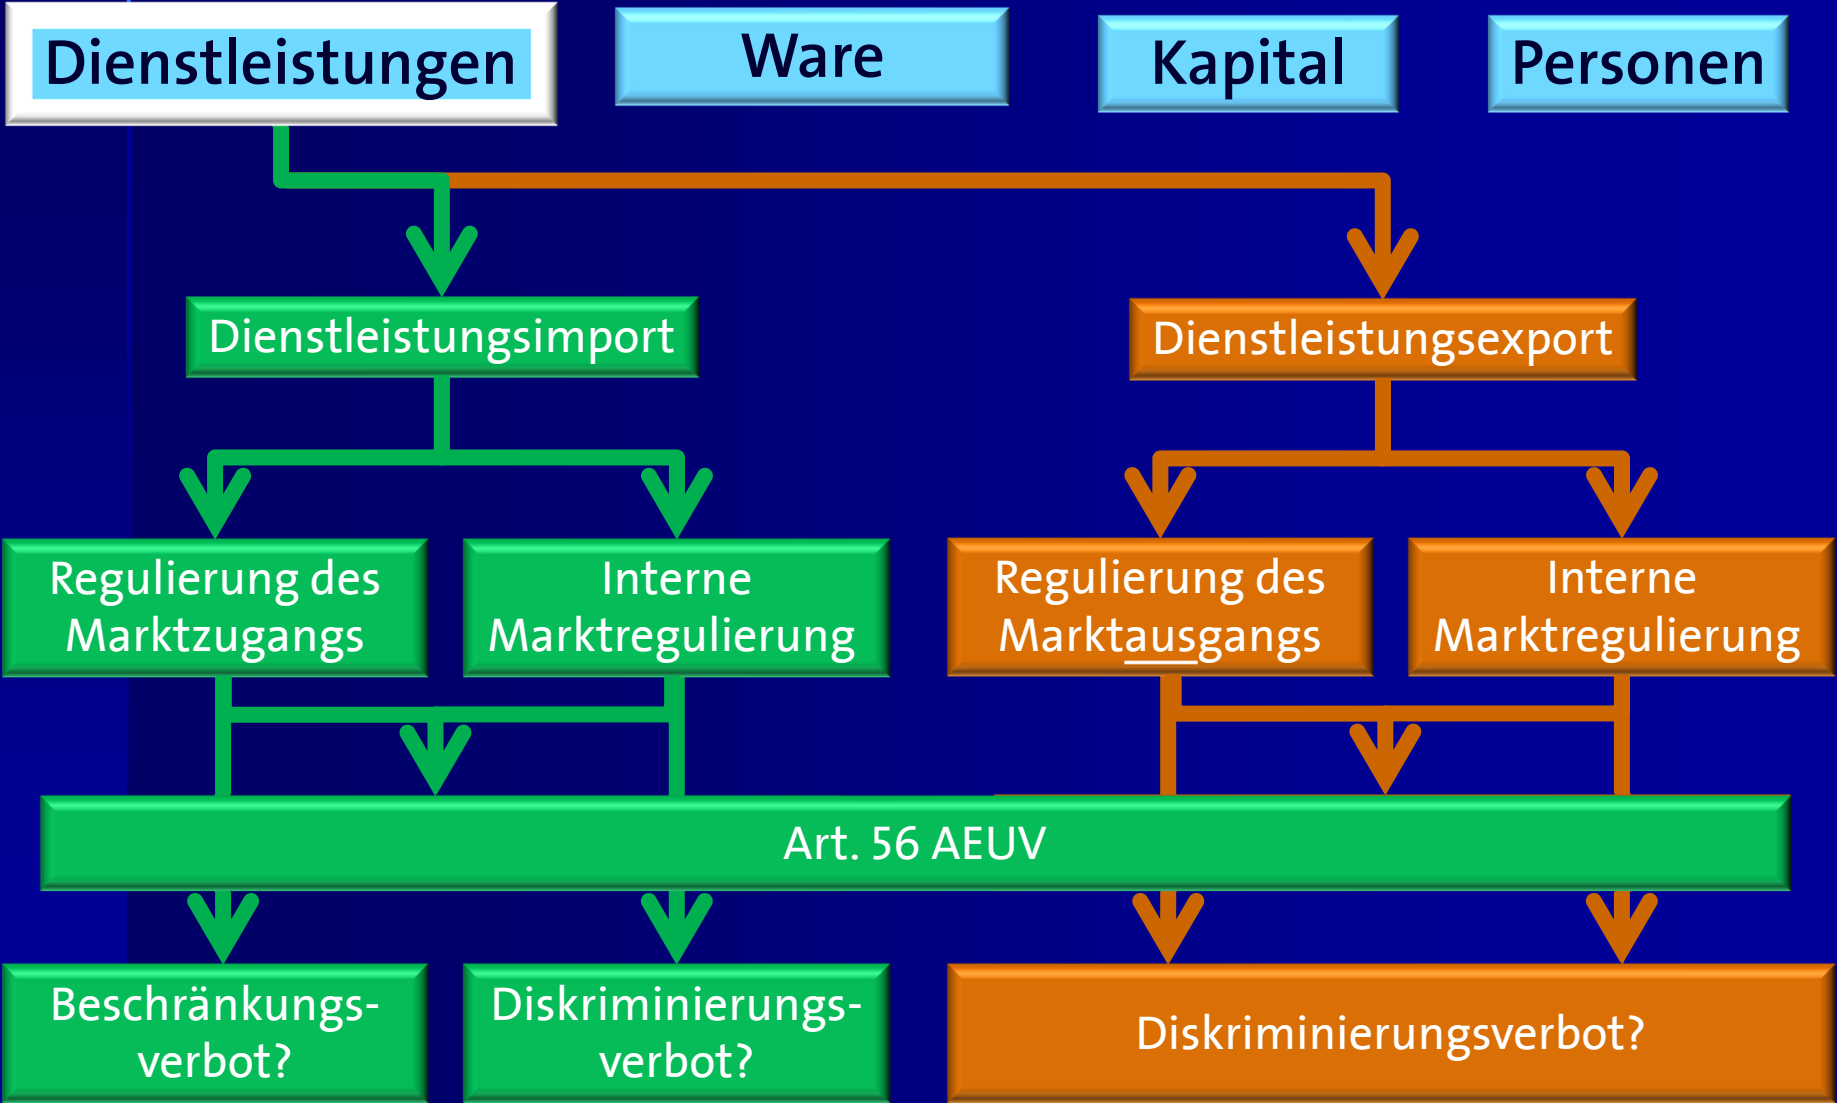 Dienstleistungen
Ware
Kapital
Personen
Dienstleistungsimport
Dienstleistungsexport
Regulierung des
Marktzugangs
Interne
Marktregulierung
Regulierung des
Marktausgangs
Interne
Marktregulierung
Art. 56 AEUV
Beschränkungs-
verbot?
Diskriminierungs-
verbot?
Diskriminierungsverbot?